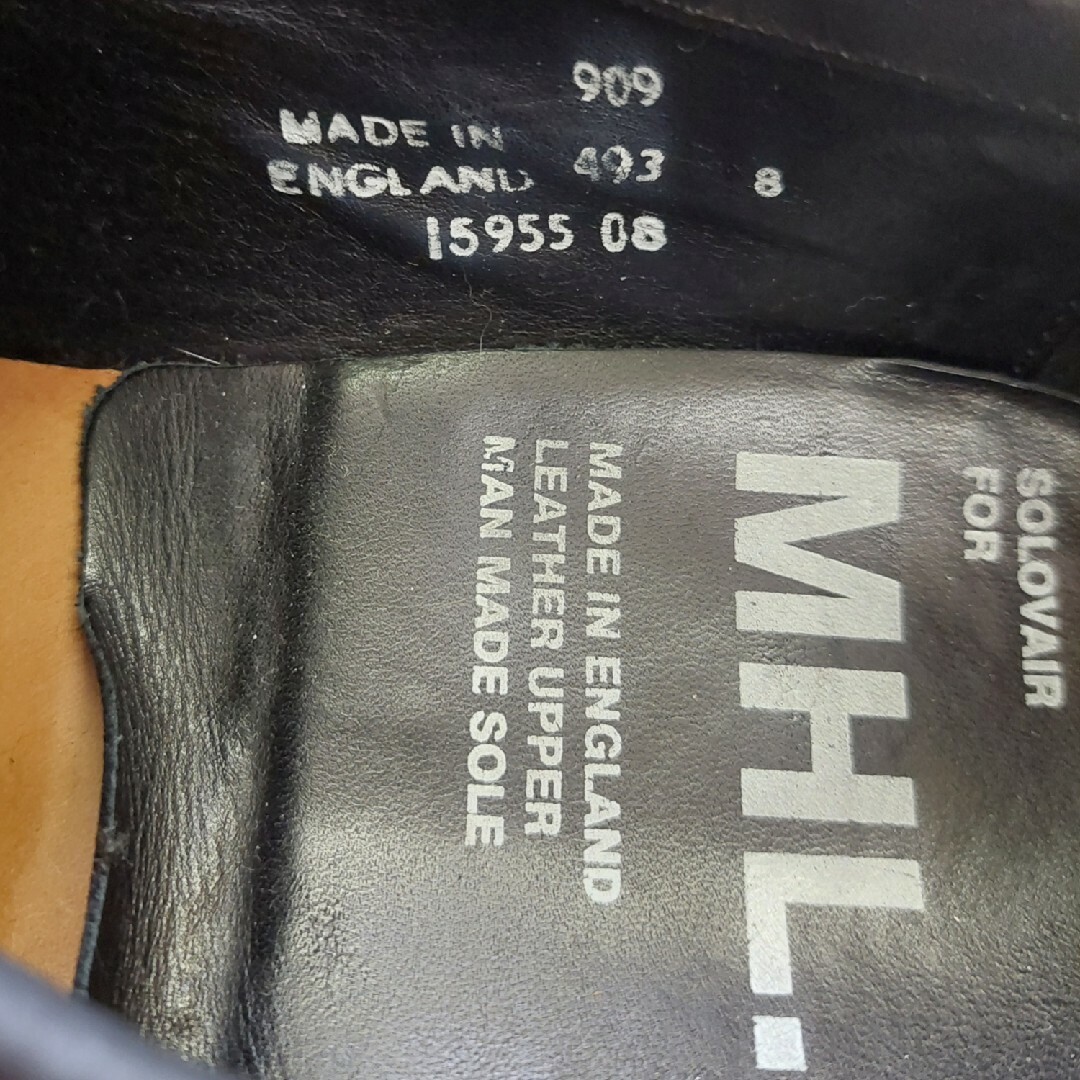 909
MADE IN
ENGLAND 493 8
15955 08
SOLOVAIR
FOR
MHL.
MADE IN ENGLAND
LEATHER UPPER
MAN MADE SOLE